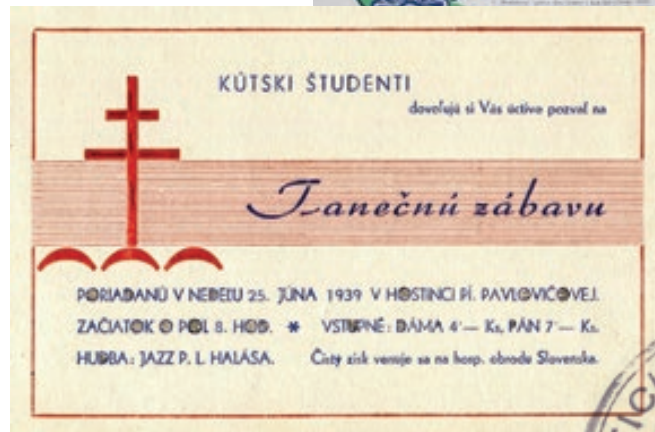 KÚTSKI ŠTUDENTI
dovoľujú si Vás úctive pozvať na
Tanečnú zábavu
PORIADANÚ V NEDEĽU 25. JÚNA 1939 V HOSTINCI PÍ. PAVLOVIČOVEJ.
ZAČIATOK O POL 8. HOD. * VSTUPNÉ: DÁMA 4'— Ks, PÁN 7'— Ks.
HUDBA: JAZZ P. L. HALÁSA. Čistý zisk venuje sa na hosp. obrode Slovenska.